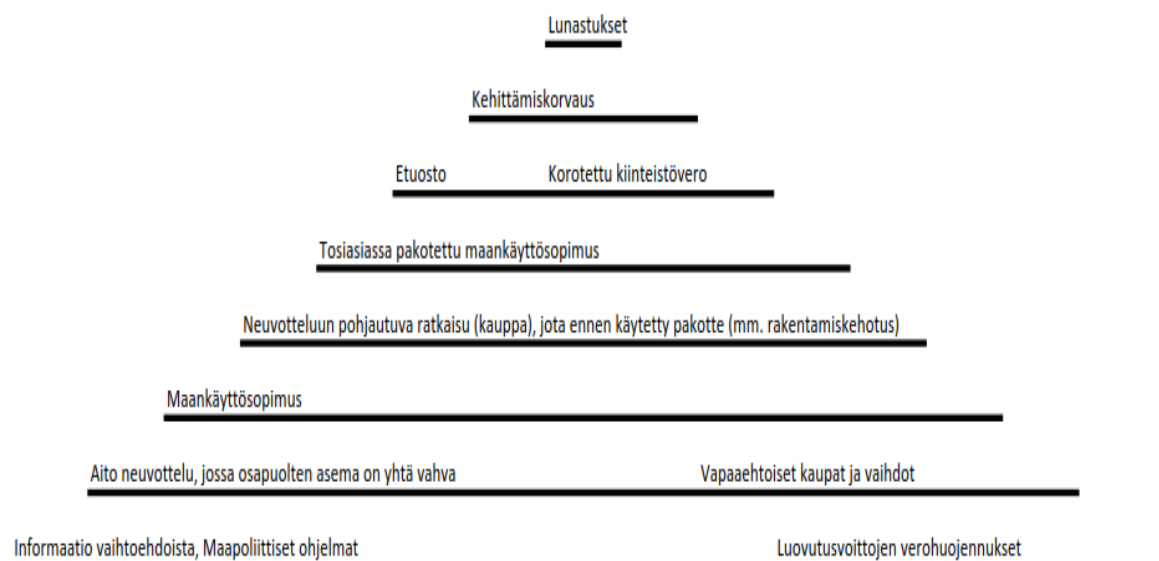 Lunastukset
Kehittämiskorvaus
Etuosto Korotettu kiinteistövero
Tosiasiassa pakotettu maankäyttösopimus
Neuvotteluun pohjautuva ratkaisu (kauppa), jota ennen käytetty pakote (mm. rakentamiskehotus)
Maankäyttösopimus
Aito neuvottelu, jossa osapuolten asema on yhtä vahva Vapaaehtoiset kaupat ja vaihdot
Informaatio vaihtoehdoista, Maapoliittiset ohjelmat Luovutusvoittojen verohuojennukset